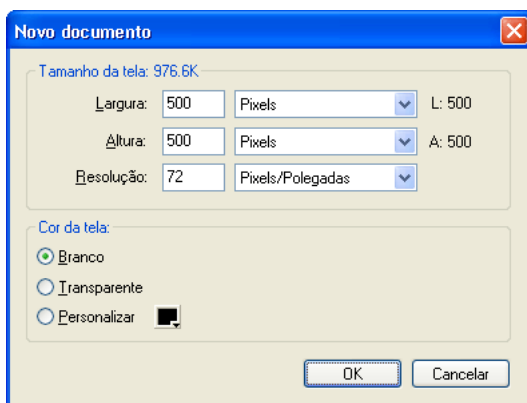 Novo documento
Tamanho da tela: 976.6K
Largura: 500 Pixels L: 500
Altura: 500 Pixels A: 500
Resolução: 72 Pixels/Polegadas
Cor da tela:
Branco
Transparente
Personalizar
OK Cancelar